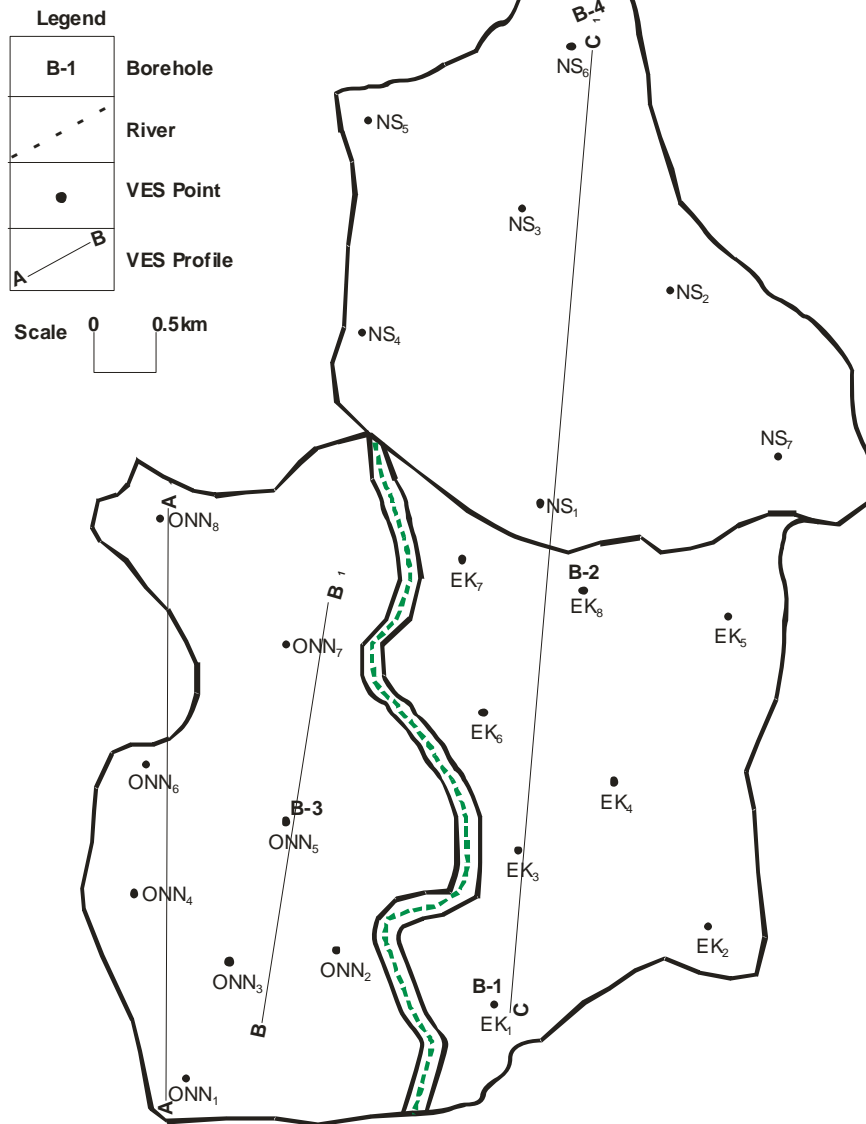 Legend
B-1 Borehole
River
VES Point
A B VES Profile
Scale 0 0.5km
B-4
C 1
NS6
NS5
NS3
NS2
NS4
NS7
NS1
A
ONN8
EK7
B-2
EK8
B 1
EK5
ONN7
EK6
ONN6
EK4
B-3
ONN5
EK3
ONN4
EK2
ONN2
ONN3
B-1
C
EK1
B
ONN1
A